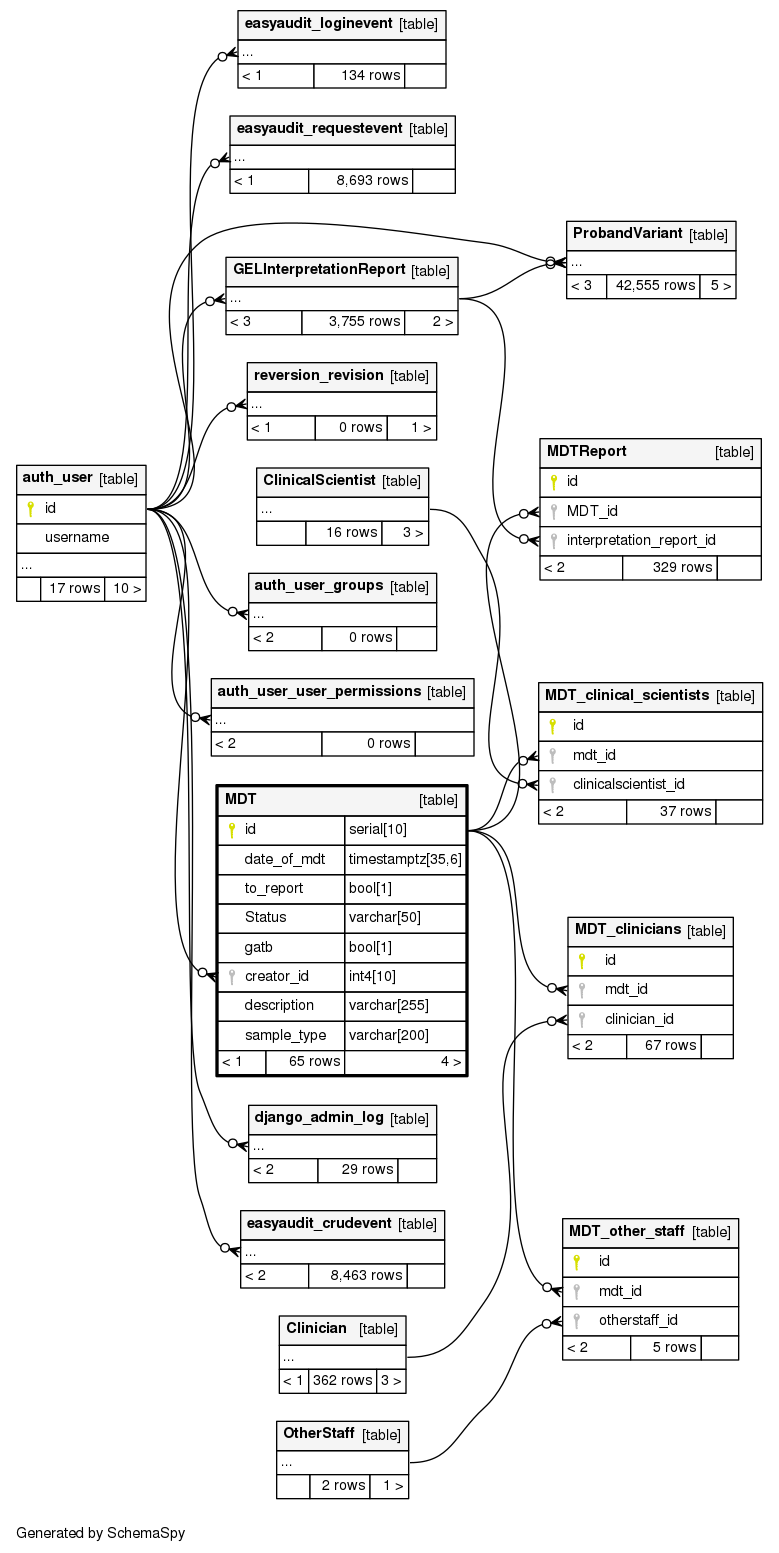 easyaudit_loginevent [table]
...
< 1 134 rows
easyaudit_requestevent [table]
...
< 1 8,693 rows
ProbandVariant [table]
...
< 3 42,555 rows 5 >
GELInterpretationReport [table]
...
< 3 3,755 rows 2 >
reversion_revision [table]
...
< 1 0 rows 1 >
MDTReport [table]
id
MDT_id
interpretation_report_id
< 2 329 rows
auth_user [table]
id
username
...
17 rows 10 >
ClinicalScientist [table]
...
16 rows 3 >
auth_user_groups [table]
...
< 2 0 rows
auth_user_user_permissions [table]
...
< 2 0 rows
MDT_clinical_scientists [table]
id
mdt_id
clinicalscientist_id
< 2 37 rows
MDT [table]
id serial[10]
date_of_mdt timestamptz[35,6]
to_report bool[1]
Status varchar[50]
gatb bool[1]
creator_id int4[10]
description varchar[255]
sample_type varchar[200]
< 1 65 rows 4 >
MDT_clinicians [table]
id
mdt_id
clinician_id
< 2 67 rows
django_admin_log [table]
...
< 2 29 rows
easyaudit_crudevent [table]
...
< 2 8,463 rows
MDT_other_staff [table]
id
mdt_id
otherstaff_id
< 2 5 rows
Clinician [table]
...
< 1 362 rows 3 >
OtherStaff [table]
...
2 rows 1 >
Generated by SchemaSpy